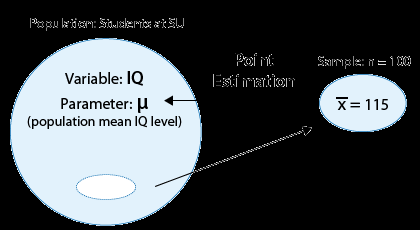 Population: Students at SU
Variable: IQ
Parameter: μ
(population mean IQ level)
Point
Estimation
Sample: n = 100
x̅ = 115